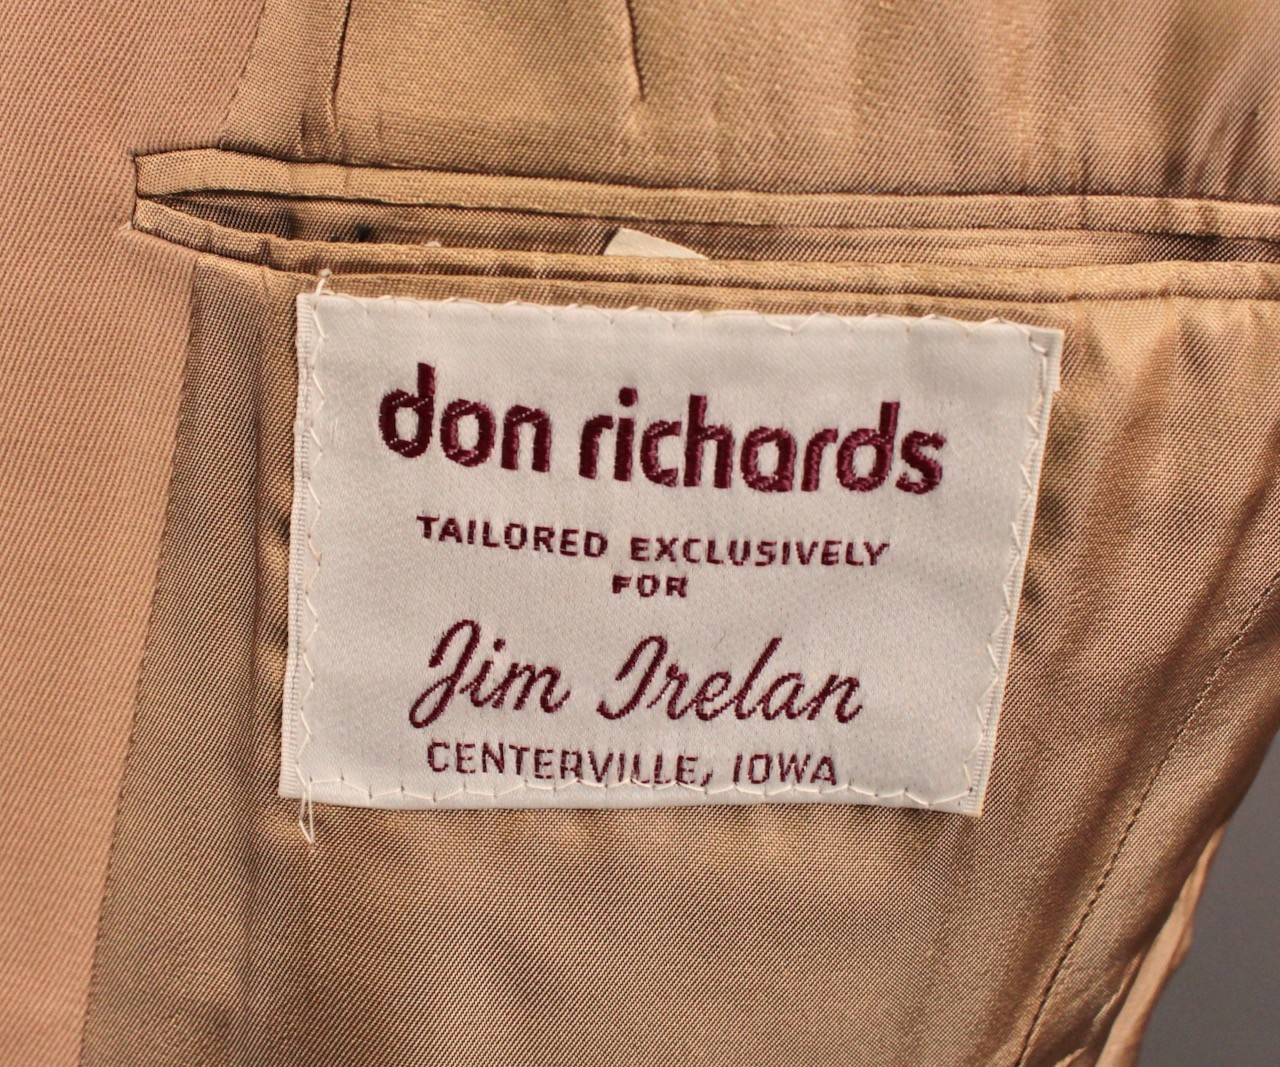 don richards
TAILORED EXCLUSIVELY
FOR
Jim Irelan
CENTERVILLE, IOWA